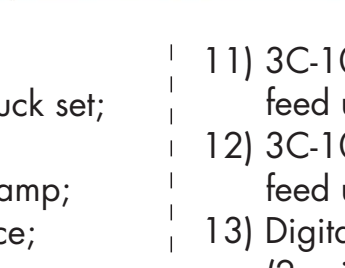 uck set;
amp;
ce;
11) 3C-10
feed u
12) 3C-10
feed u
13) Digita